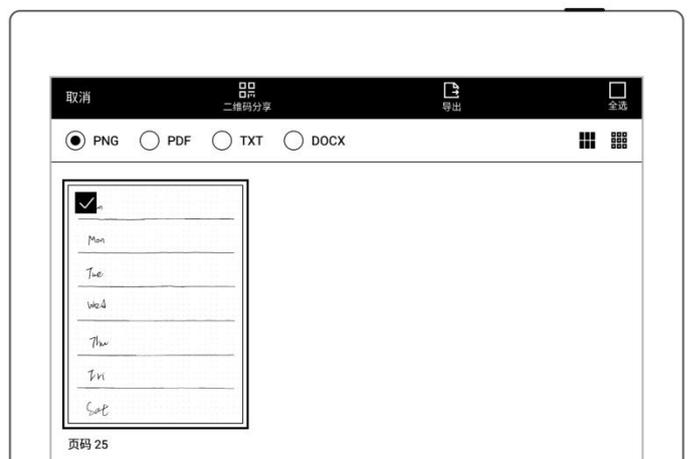 取消
二维码分享
导出
全选
PNG PDF TXT DOCX
Mon
Tue
Wed
Thu
Fri
Sat
页码 25